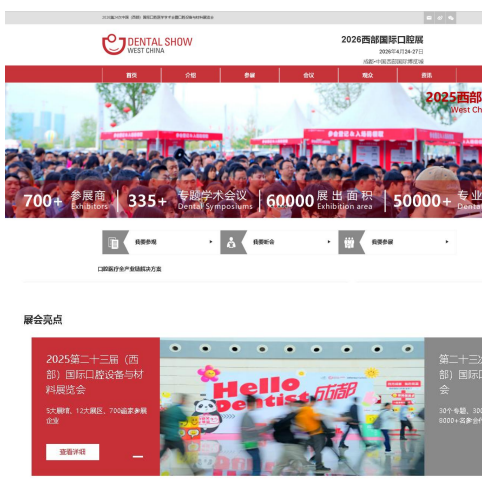 DENTAL SHOW
WEST CHINA
2026西部国际口腔展
2026年4月24-27日
成都•中国西部国际博览城
首页 介绍 参展 会议 观众 资讯
2025西部
West Ch
700+ 参展商 Exhibitors
335+ 专题学术会议 Dental Symposiums
60000 展出面积 Exhibition area
50000+ 专业 Denta
我要参观 我要听会 我要参展
口腔医疗全产业链解决方案
展会亮点
2025第二十三届（西
部）国际口腔设备与材
料展览会
5大展馆、12大展区、700画家参展
企业
查看详细
Hello
Dentist 成都
第二十三次
部）国际口
会
30个专题，300